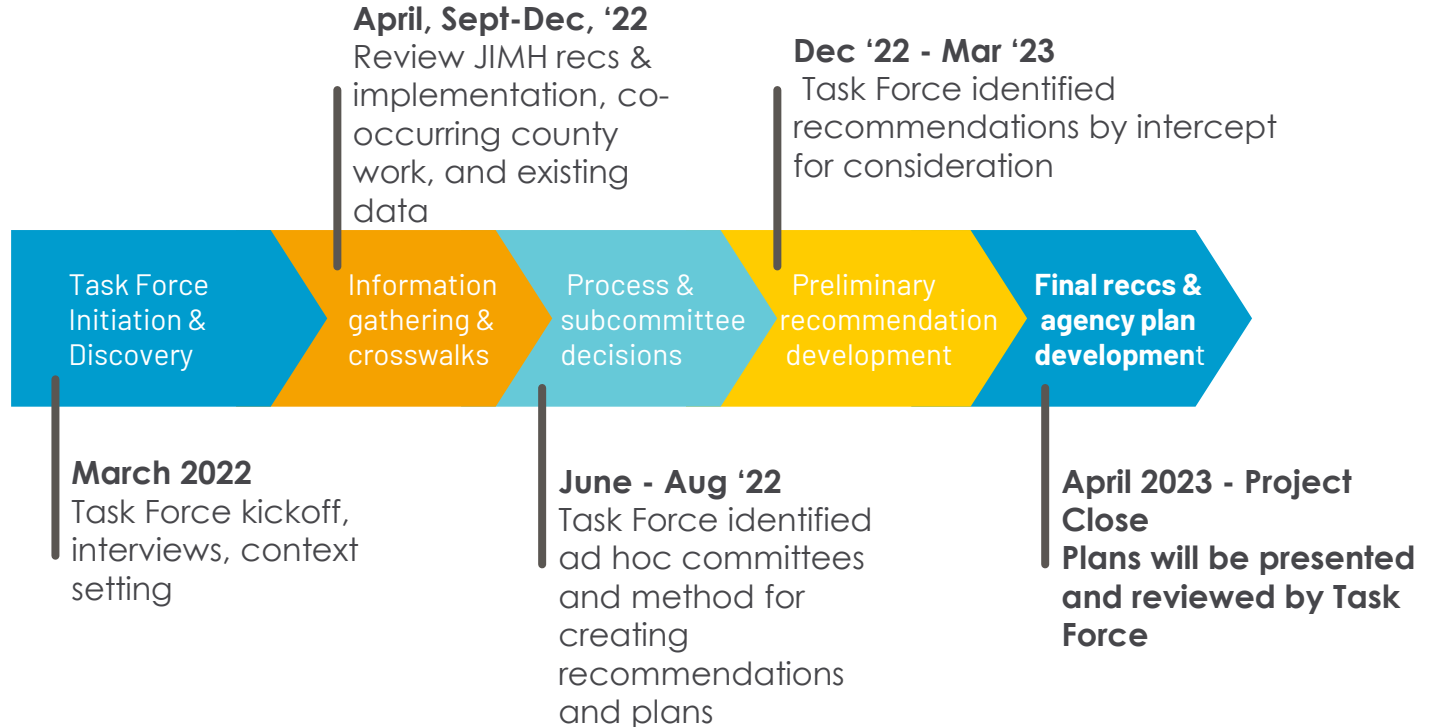 April, Sept-Dec, ‘22
Review JIMH recs &
implementation, co-
occurring county
work, and existing
data
Dec ‘22 - Mar ‘23
Task Force identified
recommendations by intercept
for consideration
Task Force
Initiation &
Discovery
Information
gathering &
crosswalks
Process &
subcommittee
decisions
Preliminary
recommendation
development
Final reccs &
agency plan
development
March 2022
Task Force kickoff,
interviews, context
setting
June - Aug ‘22
Task Force identified
ad hoc committees
and method for
creating
recommendations
and plans
April 2023 - Project
Close
Plans will be presented
and reviewed by Task
Force